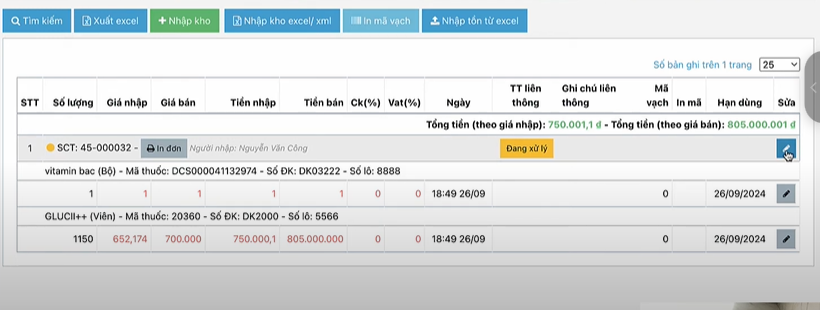 Tìm kiếm Xuất excel Nhập kho Nhập kho excel/ xml In mã vạch Nhập tồn từ excel
Số bản ghi trên 1 trang 25
STT Số lượng Giá nhập Giá bán Tiền nhập Tiền bán Ck(%) Vat(%) Ngày TT liên thông Ghi chú liên thông Mã vạch In mã Hạn dùng Sửa
Tổng tiền (theo giá nhập): 750.001,1 đ - Tổng tiền (theo giá bán): 805.000.001 đ
1 SCT: 45-000032 - In đơn Người nhập: Nguyễn Văn Công Đang xử lý
vitamin bac (Bộ) - Mã thuốc: DCS000041132974 - Số ĐK: DK03222 - Số lô: 8888
1 1 1 1 1 0 0 18:49 26/09 0 26/09/2024
GLUCII++ (Viên) - Mã thuốc: 20360 - Số ĐK: DK2000 - Số lô: 5566
1150 652,174 700.000 750.000,1 805.000.000 0 0 18:49 26/09 0 26/09/2024